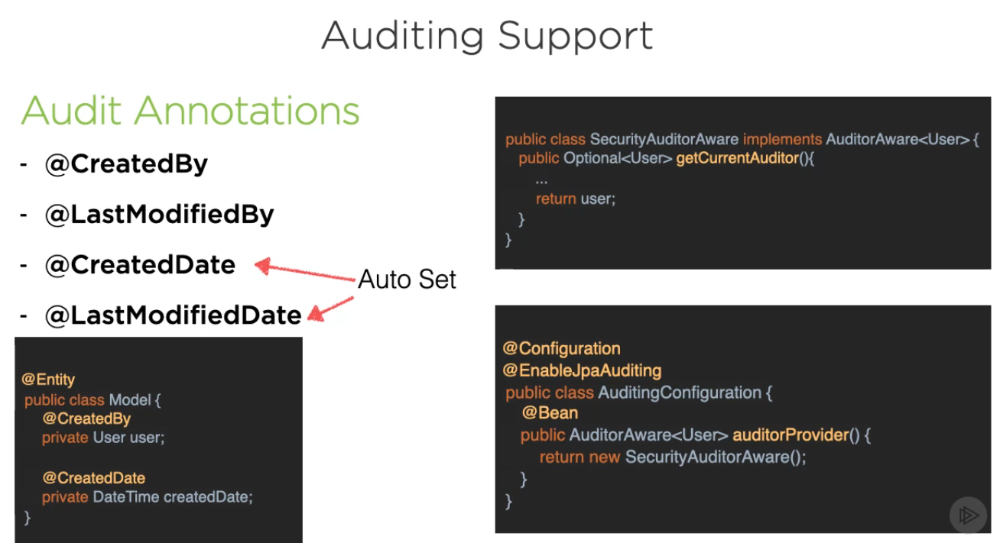 Auditing Support
Audit Annotations
- @CreatedBy
- @LastModifiedBy
- @CreatedDate
- @LastModifiedDate
Auto Set
@Entity
public class Model {
@CreatedBy
private User user;
@CreatedDate
private DateTime createdDate;
}
public class SecurityAuditorAware implements AuditorAware<User> {
public Optional<User> getCurrentAuditor(){
...
return user;
}
}
@Configuration
@EnableJpaAuditing
public class AuditingConfiguration {
@Bean
public AuditorAware<User> auditorProvider() {
return new SecurityAuditorAware();
}
}